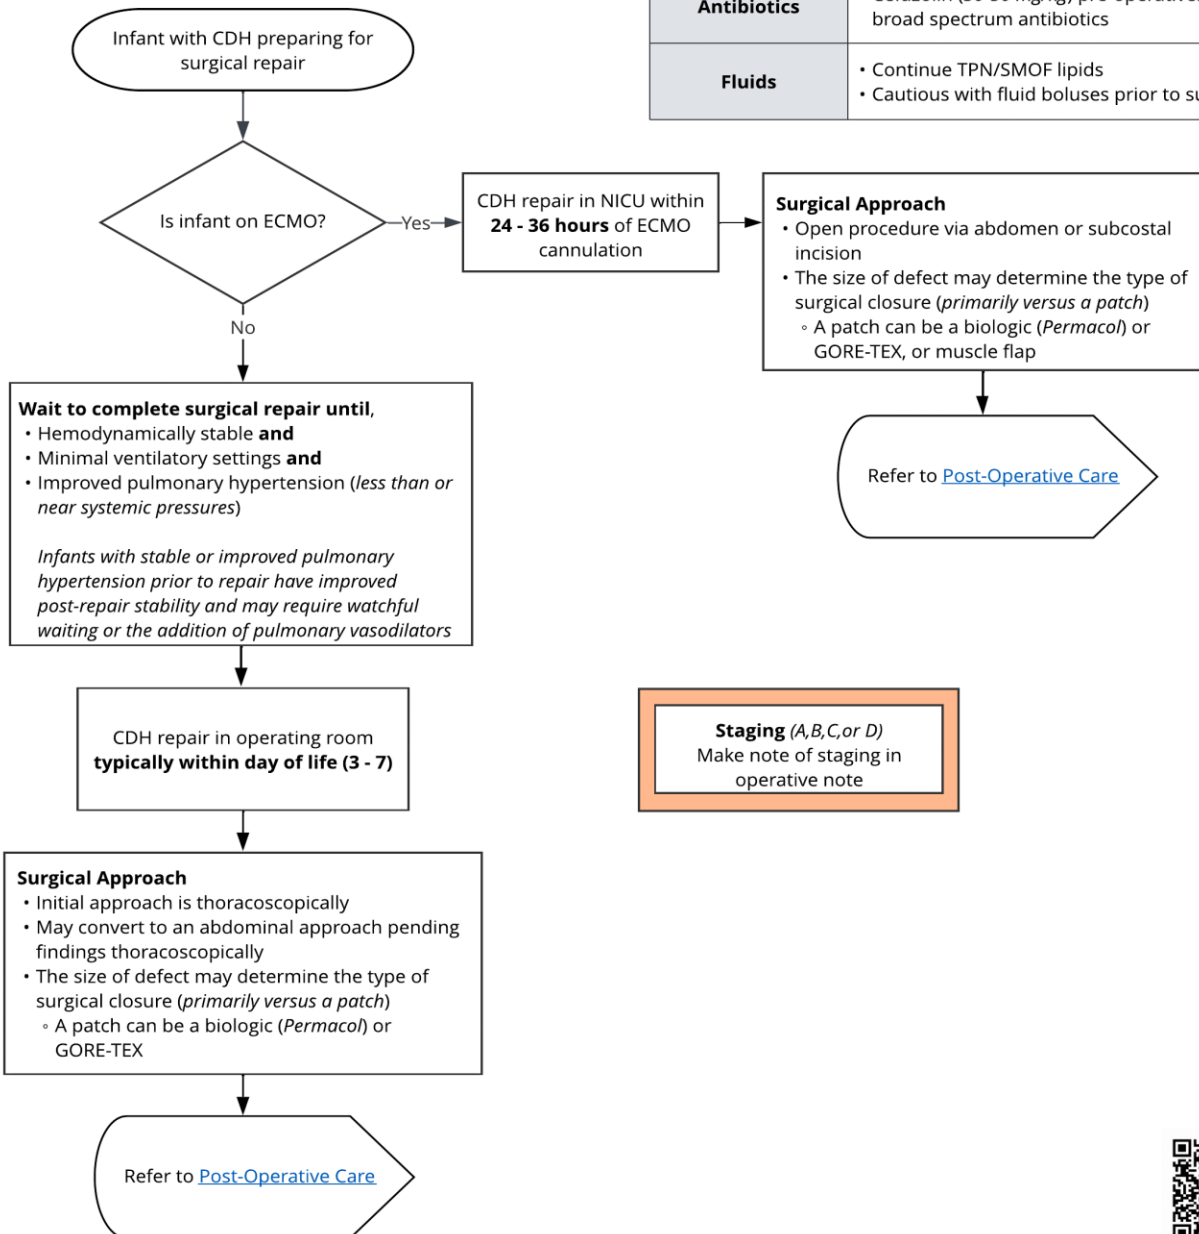 Antibiotics
broad spectrum antibiotics
Fluids
• Continue TPN/SMOF lipids
• Cautious with fluid boluses prior to
Infant with CDH preparing for
surgical repair
Is infant on ECMO?
Yes
CDH repair in NICU within
24 - 36 hours of ECMO
cannulation
Surgical Approach
• Open procedure via abdomen or subcostal
incision
• The size of defect may determine the type of
surgical closure (primarily versus a patch)
◦ A patch can be a biologic (Permacol) or
GORE-TEX, or muscle flap
Refer to Post-Operative Care
No
Wait to complete surgical repair until,
• Hemodynamically stable and
• Minimal ventilatory settings and
• Improved pulmonary hypertension (less than or
near systemic pressures)
Infants with stable or improved pulmonary
hypertension prior to repair have improved
post-repair stability and may require watchful
waiting or the addition of pulmonary vasodilators
CDH repair in operating room
typically within day of life (3 - 7)
Staging (A,B,C,or D)
Make note of staging in
operative note
Surgical Approach
• Initial approach is thoracoscopically
• May convert to an abdominal approach pending
findings thoracoscopically
• The size of defect may determine the type of
surgical closure (primarily versus a patch)
◦ A patch can be a biologic (Permacol) or
GORE-TEX
Refer to Post-Operative Care